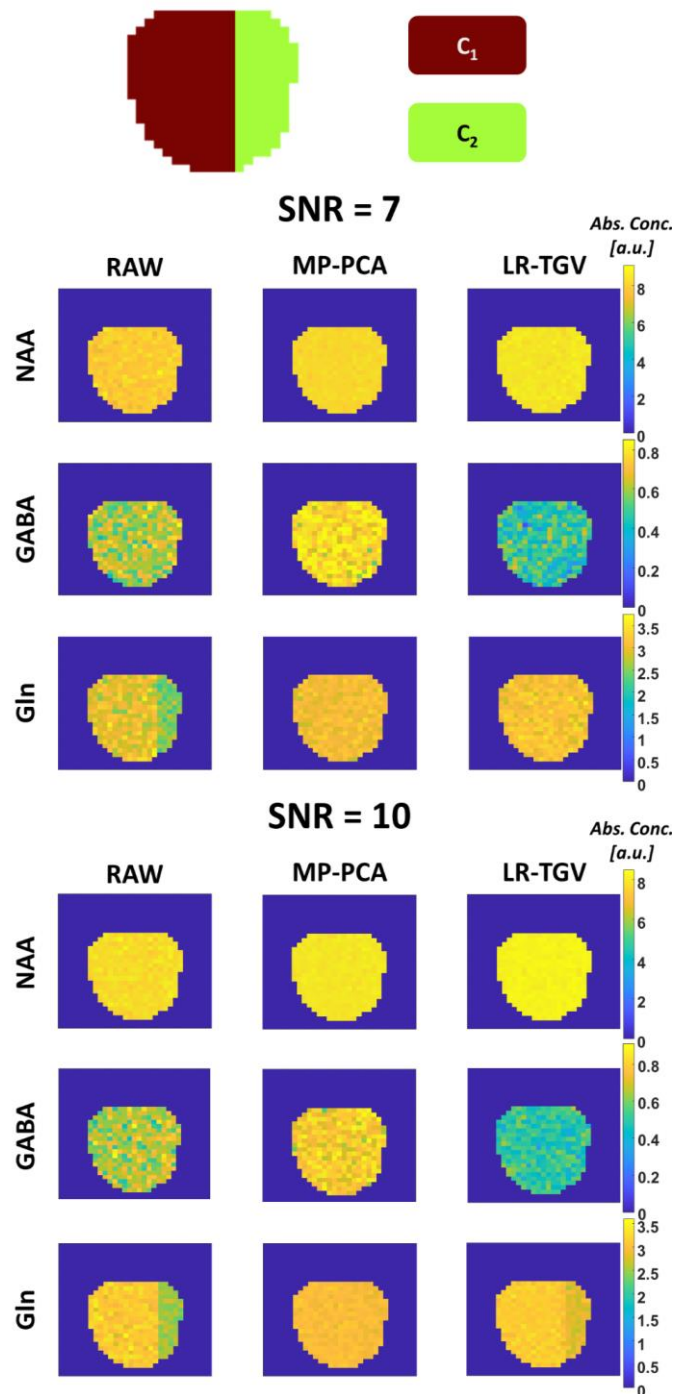 C1
C2
SNR = 7
Abs. Conc.
[a.u.]
RAW MP-PCA LR-TGV
NAA
8
6
4
2
0
GABA
0.8
0.6
0.4
0.2
0
Gln
3.5
3
2.5
2
1.5
1
0.5
0
SNR = 10
Abs. Conc.
[a.u.]
RAW MP-PCA LR-TGV
NAA
8
6
4
2
0
GABA
0.8
0.6
0.4
0.2
0
Gln
3.5
3
2.5
2
1.5
1
0.5
0